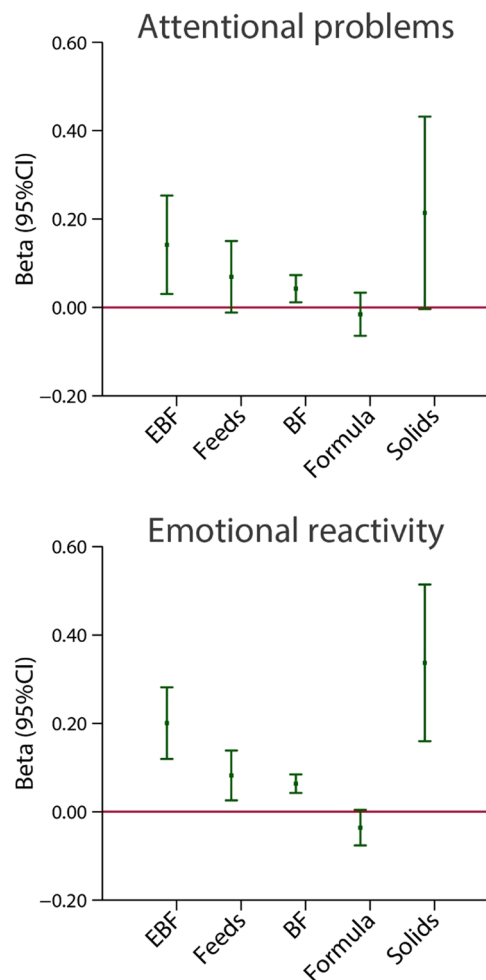 Attentional problems
Beta (95%CI)
0.60
0.40
0.20
0.00
−0.20
EBF
Feeds
BF
Formula
Solids
Emotional reactivity
Beta (95%CI)
0.60
0.40
0.20
0.00
−0.20
EBF
Feeds
BF
Formula
Solids